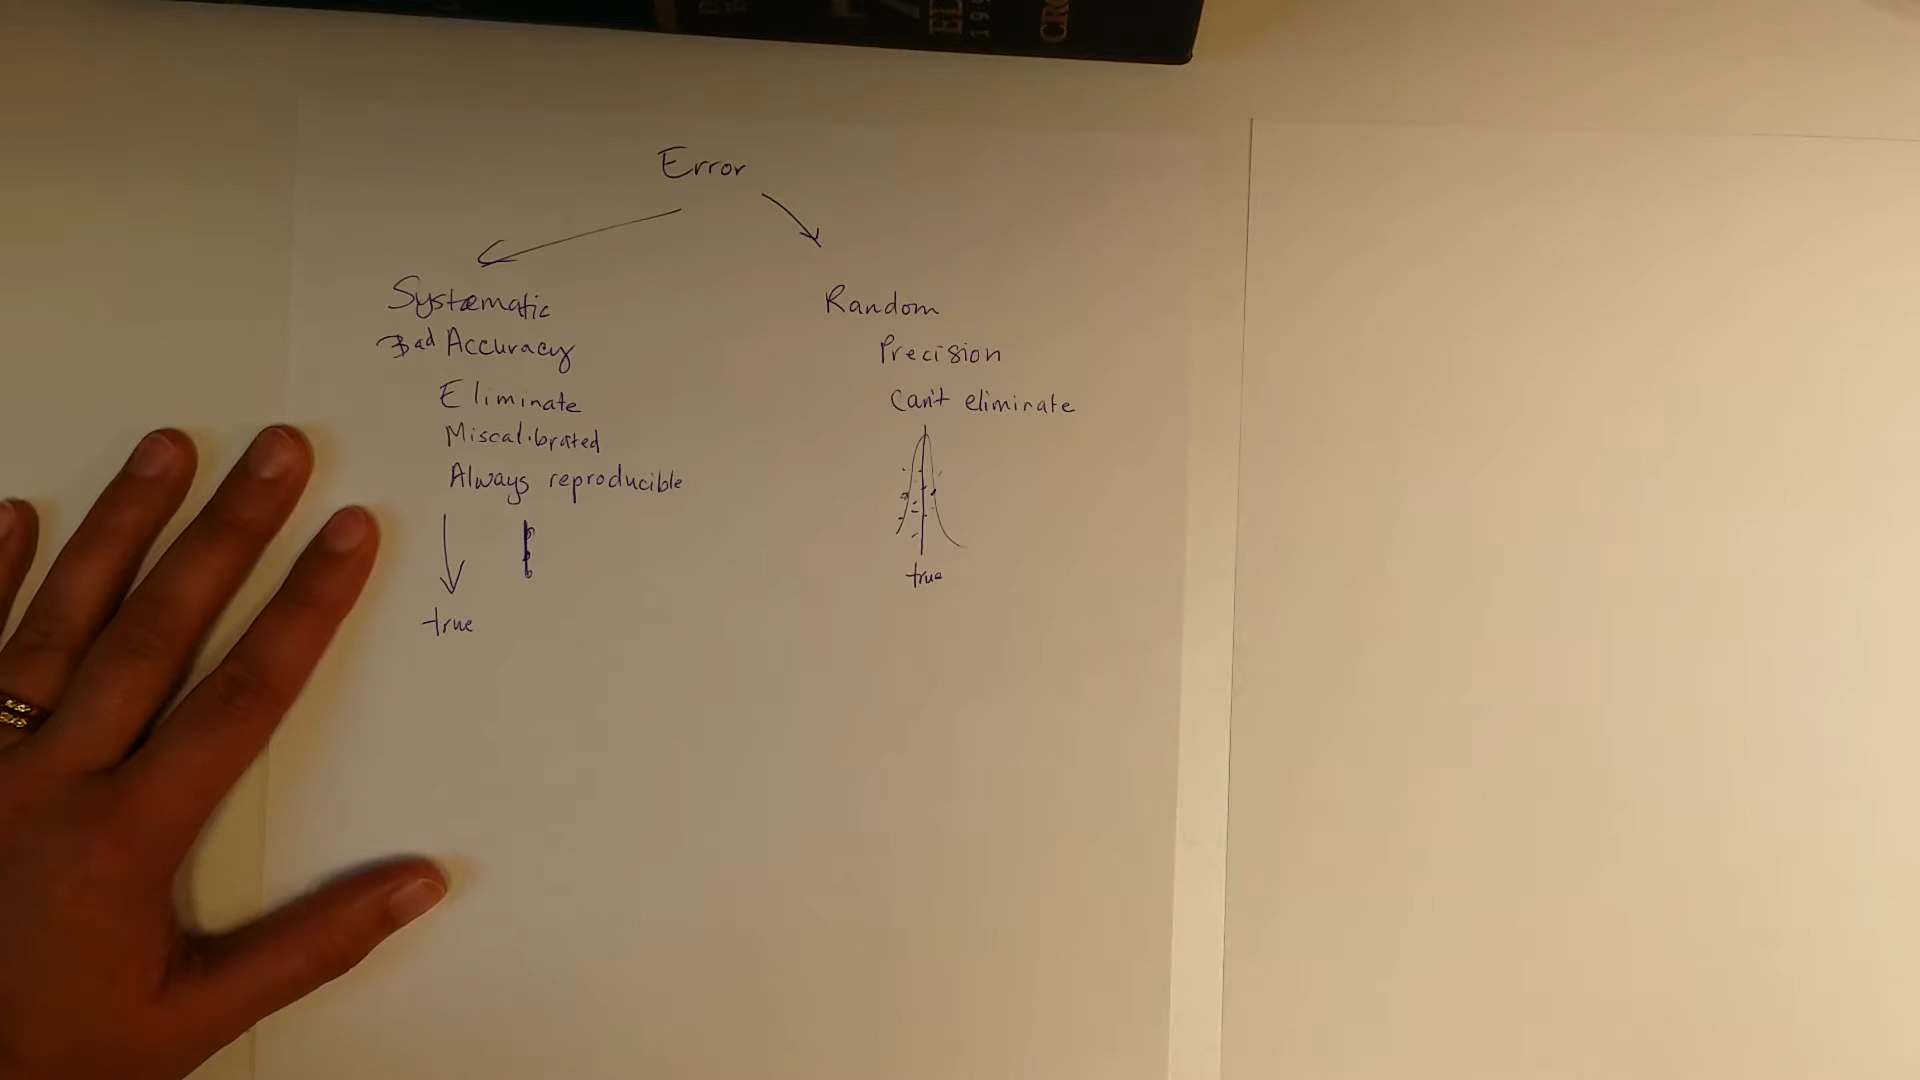 Error
Systematic
Bad Accuracy
Eliminate
Miscalibrated
Always reproducible
true
Random
Precision
Can't eliminate
true